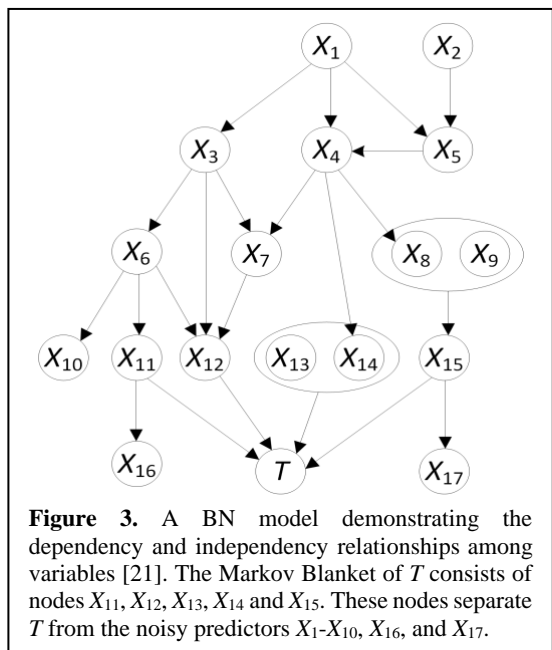 X1 X2
X3 X4 X5
X6 X7 X8 X9
X10 X11 X12 X13 X14 X15
X16 T X17
Figure 3. A BN model demonstrating the
dependency and independency relationships among
variables [21]. The Markov Blanket of T consists of
nodes X11, X12, X13, X14 and X15. These nodes separate
T from the noisy predictors X1-X10, X16, and X17.